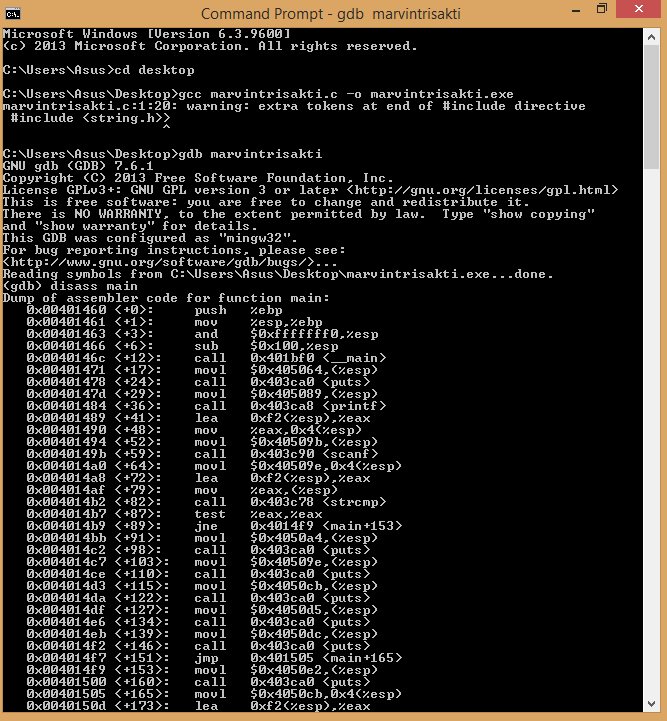 Command Prompt - gdb  marvintrisakti
Microsoft Windows [Version 6.3.9600]
(c) 2013 Microsoft Corporation. All rights reserved.
C:\Users\Asus>cd desktop
C:\Users\Asus\Desktop>gcc marvintrisakti.c -o marvintrisakti.exe
marvintrisakti.c:1:20: warning: extra tokens at end of #include directive
 #include <string.h>>
                    ^
C:\Users\Asus\Desktop>gdb marvintrisakti
GNU gdb (GDB) 7.6.1
Copyright (C) 2013 Free Software Foundation, Inc.
License GPLv3+: GNU GPL version 3 or later <http://gnu.org/licenses/gpl.html>
This is free software: you are free to change and redistribute it.
There is NO WARRANTY, to the extent permitted by law.  Type "show copying"
and "show warranty" for details.
This GDB was configured as "mingw32".
For bug reporting instructions, please see:
<http://www.gnu.org/software/gdb/bugs/>...
Reading symbols from C:\Users\Asus\Desktop\marvintrisakti.exe...done.
(gdb) disass main
Dump of assembler code for function main:
   0x00401460 <+0>:     push   %ebp
   0x00401461 <+1>:     mov    %esp,%ebp
   0x00401463 <+3>:     and    $0xfffffff0,%esp
   0x00401466 <+6>:     sub    $0x100,%esp
   0x0040146c <+12>:    call   0x401bf0 <__main>
   0x00401471 <+17>:    movl   $0x405064,(%esp)
   0x00401478 <+24>:    call   0x403ca0 <puts>
   0x0040147d <+29>:    movl   $0x405089,(%esp)
   0x00401484 <+36>:    call   0x403ca8 <printf>
   0x00401489 <+41>:    lea    0xf2(%esp),%eax
   0x00401490 <+48>:    mov    %eax,0x4(%esp)
   0x00401494 <+52>:    movl   $0x40509b,(%esp)
   0x0040149b <+59>:    call   0x403c90 <scanf>
   0x004014a0 <+64>:    movl   $0x40509e,0x4(%esp)
   0x004014a8 <+72>:    lea    0xf2(%esp),%eax
   0x004014af <+79>:    mov    %eax,(%esp)
   0x004014b2 <+82>:    call   0x403c78 <strcmp>
   0x004014b7 <+87>:    test   %eax,%eax
   0x004014b9 <+89>:    jne    0x4014f9 <main+153>
   0x004014bb <+91>:    movl   $0x4050a4,(%esp)
   0x004014c2 <+98>:    call   0x403ca0 <puts>
   0x004014c7 <+103>:   movl   $0x40509e,(%esp)
   0x004014ce <+110>:   call   0x403ca0 <puts>
   0x004014d3 <+115>:   movl   $0x4050cb,(%esp)
   0x004014da <+122>:   call   0x403ca0 <puts>
   0x004014df <+127>:   movl   $0x4050d5,(%esp)
   0x004014e6 <+134>:   call   0x403ca0 <puts>
   0x004014eb <+139>:   movl   $0x4050dc,(%esp)
   0x004014f2 <+146>:   call   0x403ca0 <puts>
   0x004014f7 <+151>:   jmp    0x401505 <main+165>
   0x004014f9 <+153>:   movl   $0x4050e2,(%esp)
   0x00401500 <+160>:   call   0x403ca0 <puts>
   0x00401505 <+165>:   movl   $0x4050cb,0x4(%esp)
   0x0040150d <+173>:   lea    0xf2(%esp),%eax